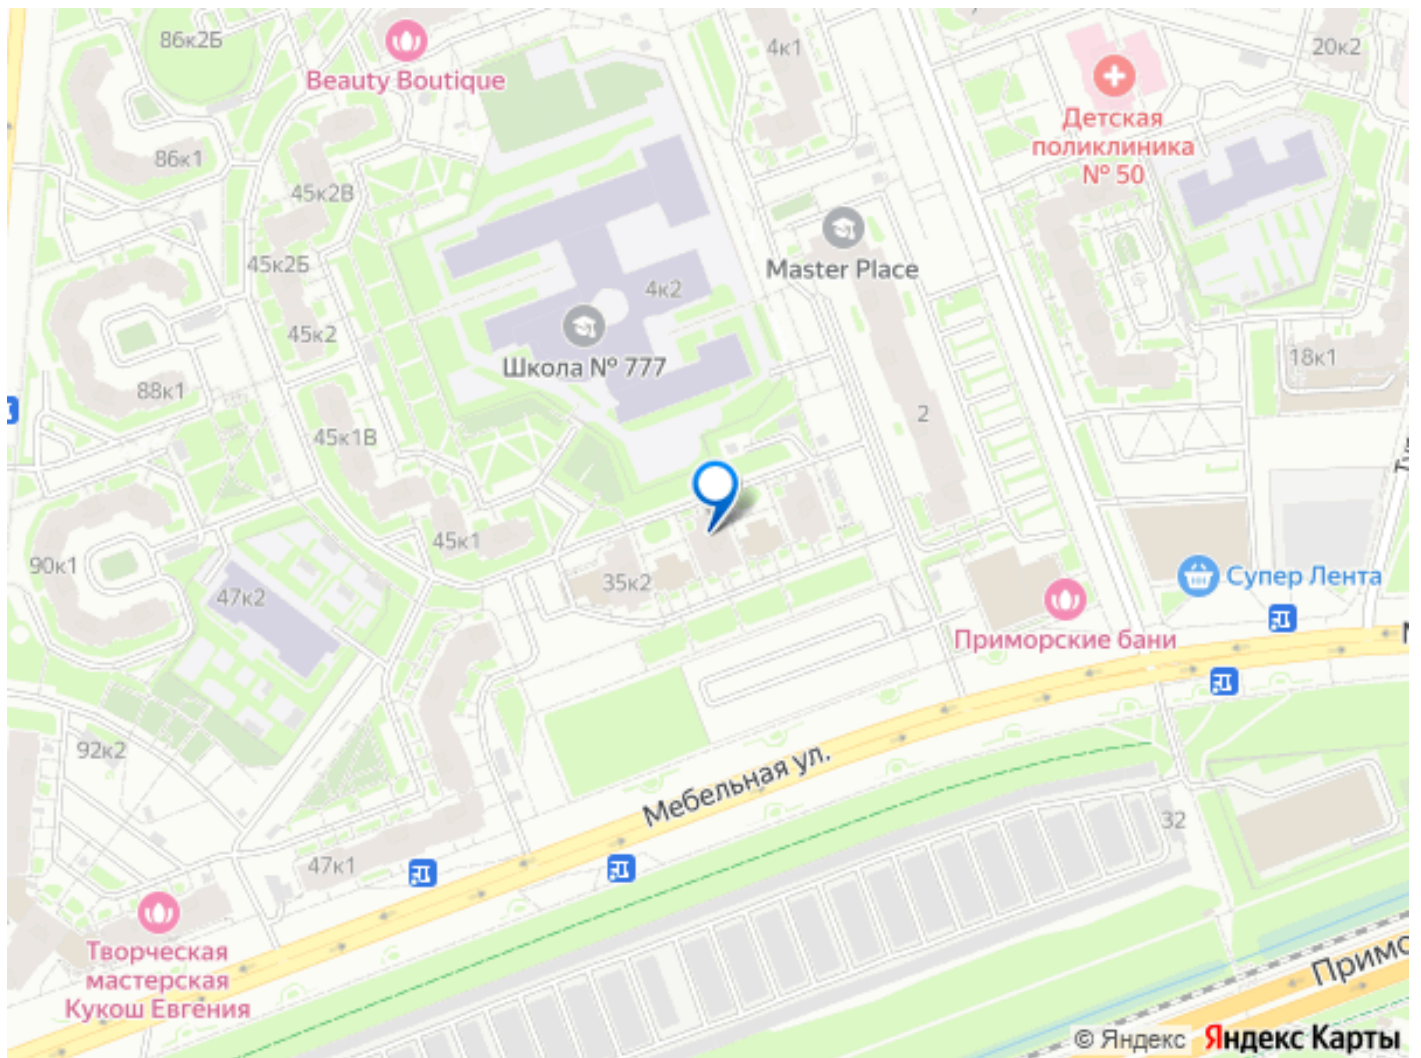 86к2Б
Beauty Boutique
4к1
20к2
Детская
поликлиника
№ 50
86к1
45к2В
Master Place
45к2Б
4к2
45к2
Школа № 777
18к1
88к1
2
45к1В
45к1
90к1
35к2
47к2
Супер Лента
Приморские бани
92к2
Мебельная ул.
32
47к1
Творческая
мастерская
Кукош Евгения
Примо
© Яндекс Яндекс Карты